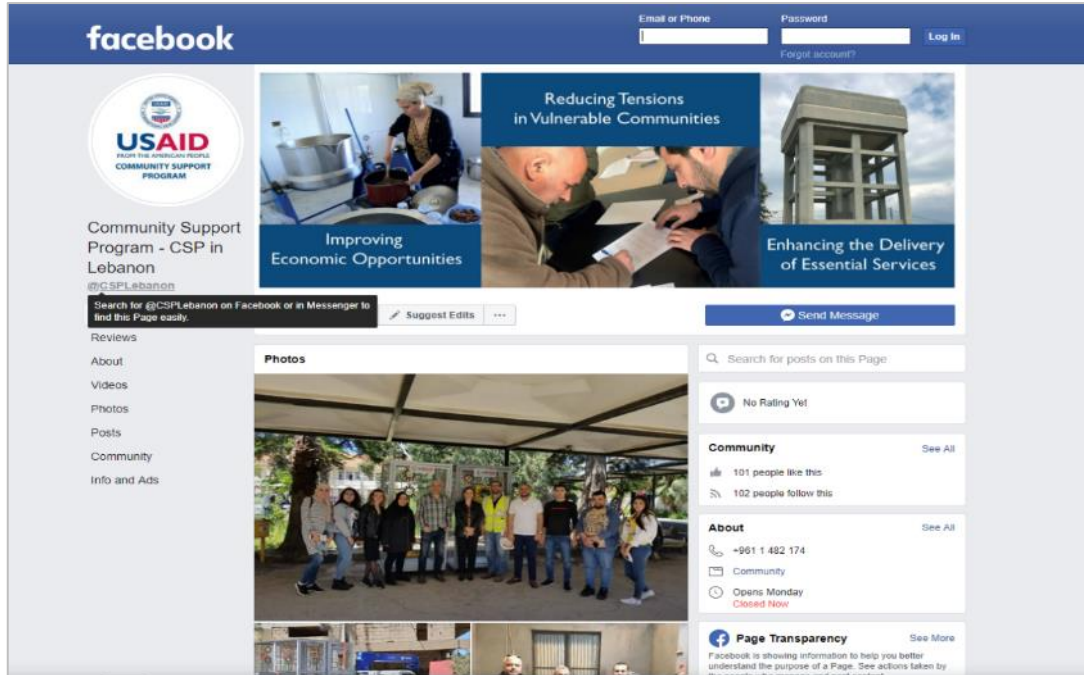 facebook
Email or Phone
Password
Log In
Forgot account?
USAID
FROM THE AMERICAN PEOPLE
COMMUNITY SUPPORT
PROGRAM
Community Support
Program - CSP in
Lebanon
@CSPLebanon
Search for @CSPLebanon on Facebook or in Messenger to
find this Page easily.
Reviews
About
Videos
Photos
Posts
Community
Info and Ads
Improving
Economic Opportunities
Reducing Tensions
in Vulnerable Communities
Enhancing the Delivery
of Essential Services
Suggest Edits
Send Message
Photos
Search for posts on this Page
No Rating Yet
Community
See All
101 people like this
102 people follow this
About
See All
+961 1 482 174
Community
Opens Monday
Closed Now
Page Transparency
See More
Facebook is showing information to help you better
understand the purpose of a Page. See actions taken by